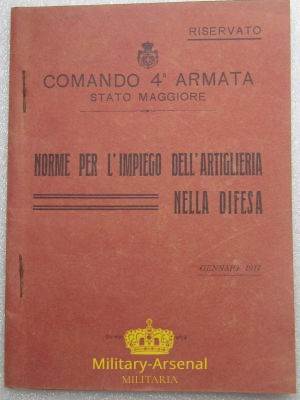 RISERVATO
COMANDO 4ª ARMATA
STATO MAGGIORE
NORME PER L'IMPIEGO DELL'ARTIGLIERIA
NELLA DIFESA
GENNAIO 1917
Military-Arsenal
MILITARIA